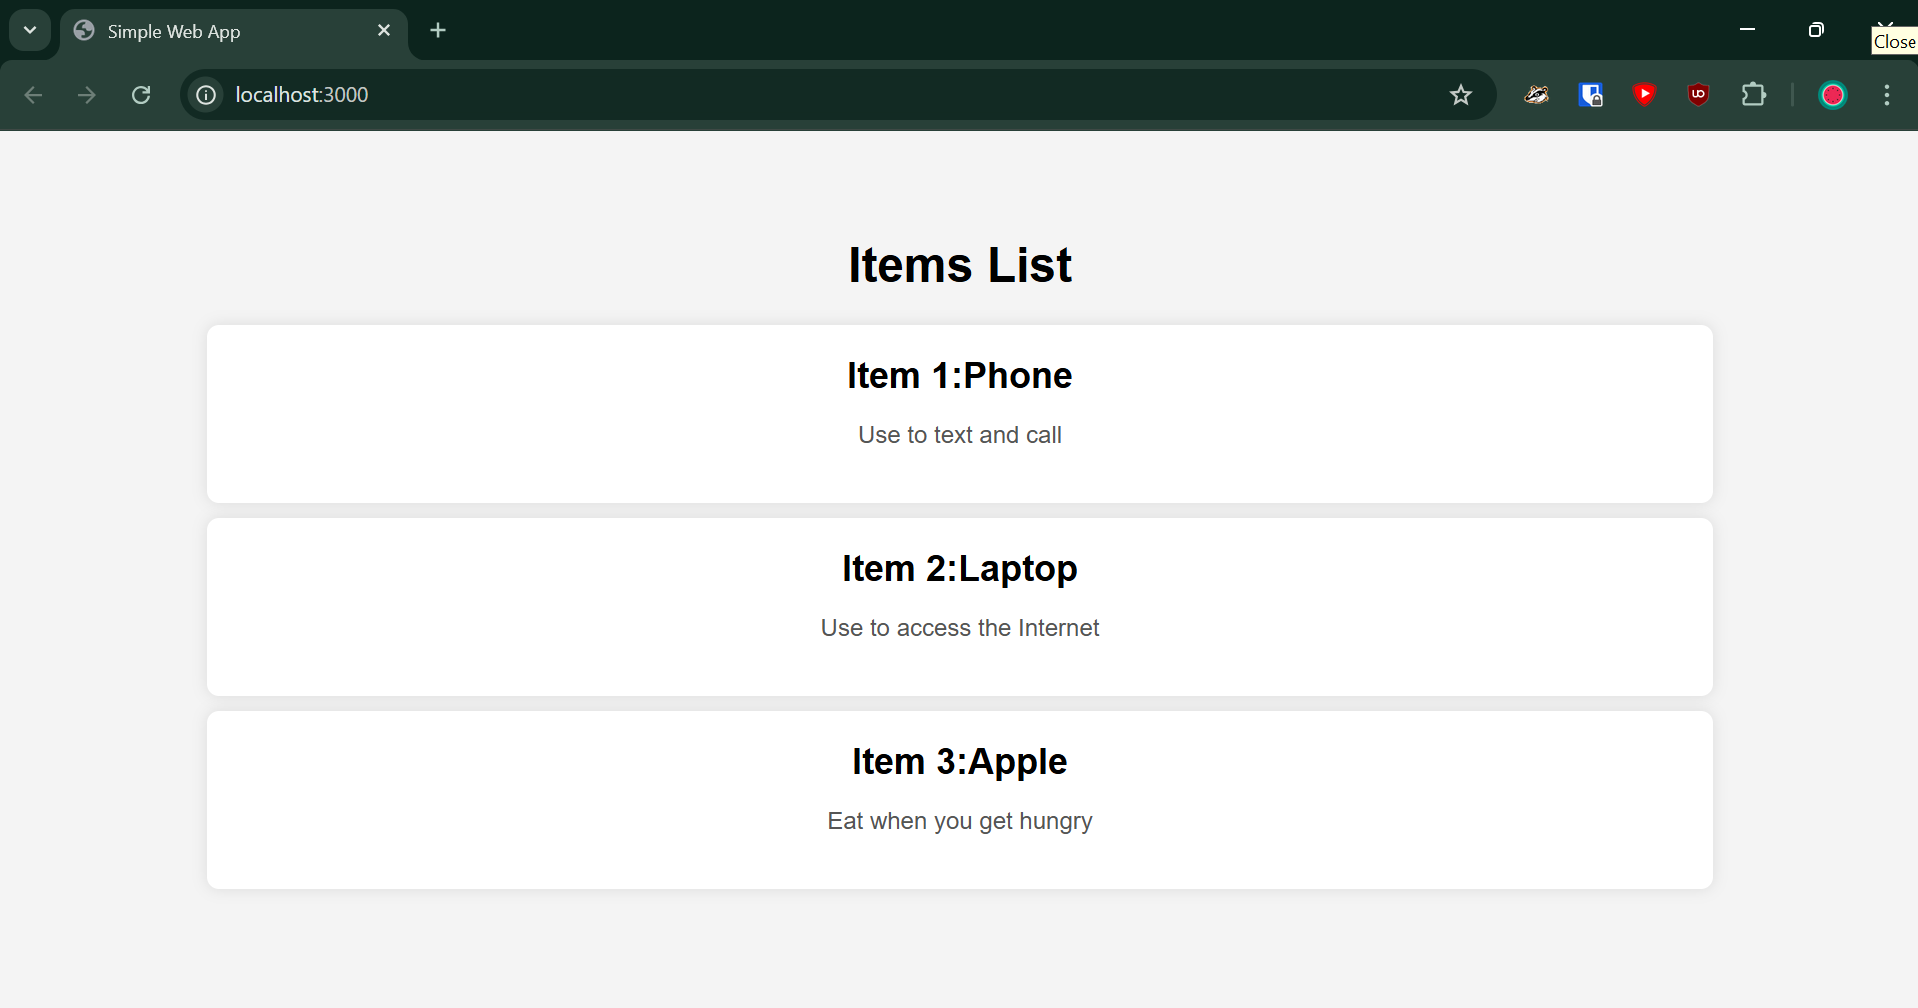 Simple Web App
Close
localhost:3000
Items List
Item 1:Phone
Use to text and call
Item 2:Laptop
Use to access the Internet
Item 3:Apple
Eat when you get hungry